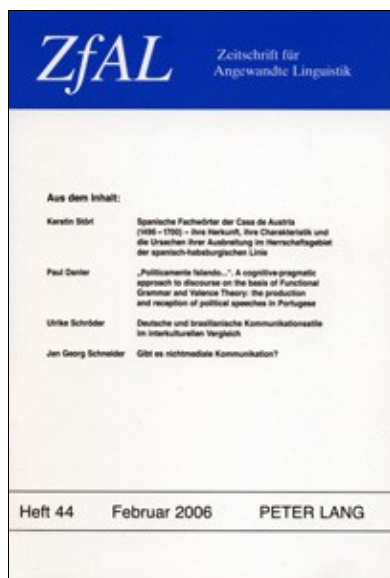 ZfAL
Zeitschrift für
Angewandte Linguistik
Aus dem Inhalt:
Kerstin Störl
Spanische Fachwörter der Casa de Austria
(1496 – 1700) – ihre Herkunft, ihre Charakteristik und
die Ursachen ihrer Ausbreitung im Herrschaftsgebiet
der spanisch-habsburgischen Linie
Paul Danler
„Politicamente falando...". A cognitive-pragmatic
approach to discourse on the basis of Functional
Grammar and Valence Theory: the production
and reception of political speeches in Portugese
Ulrike Schröder
Deutsche und brasilianische Kommunikationsstile
im interkulturellen Vergleich
Jan Georg Schneider
Gibt es nichtmediale Kommunikation?
Heft 44 Februar 2006 PETER LANG